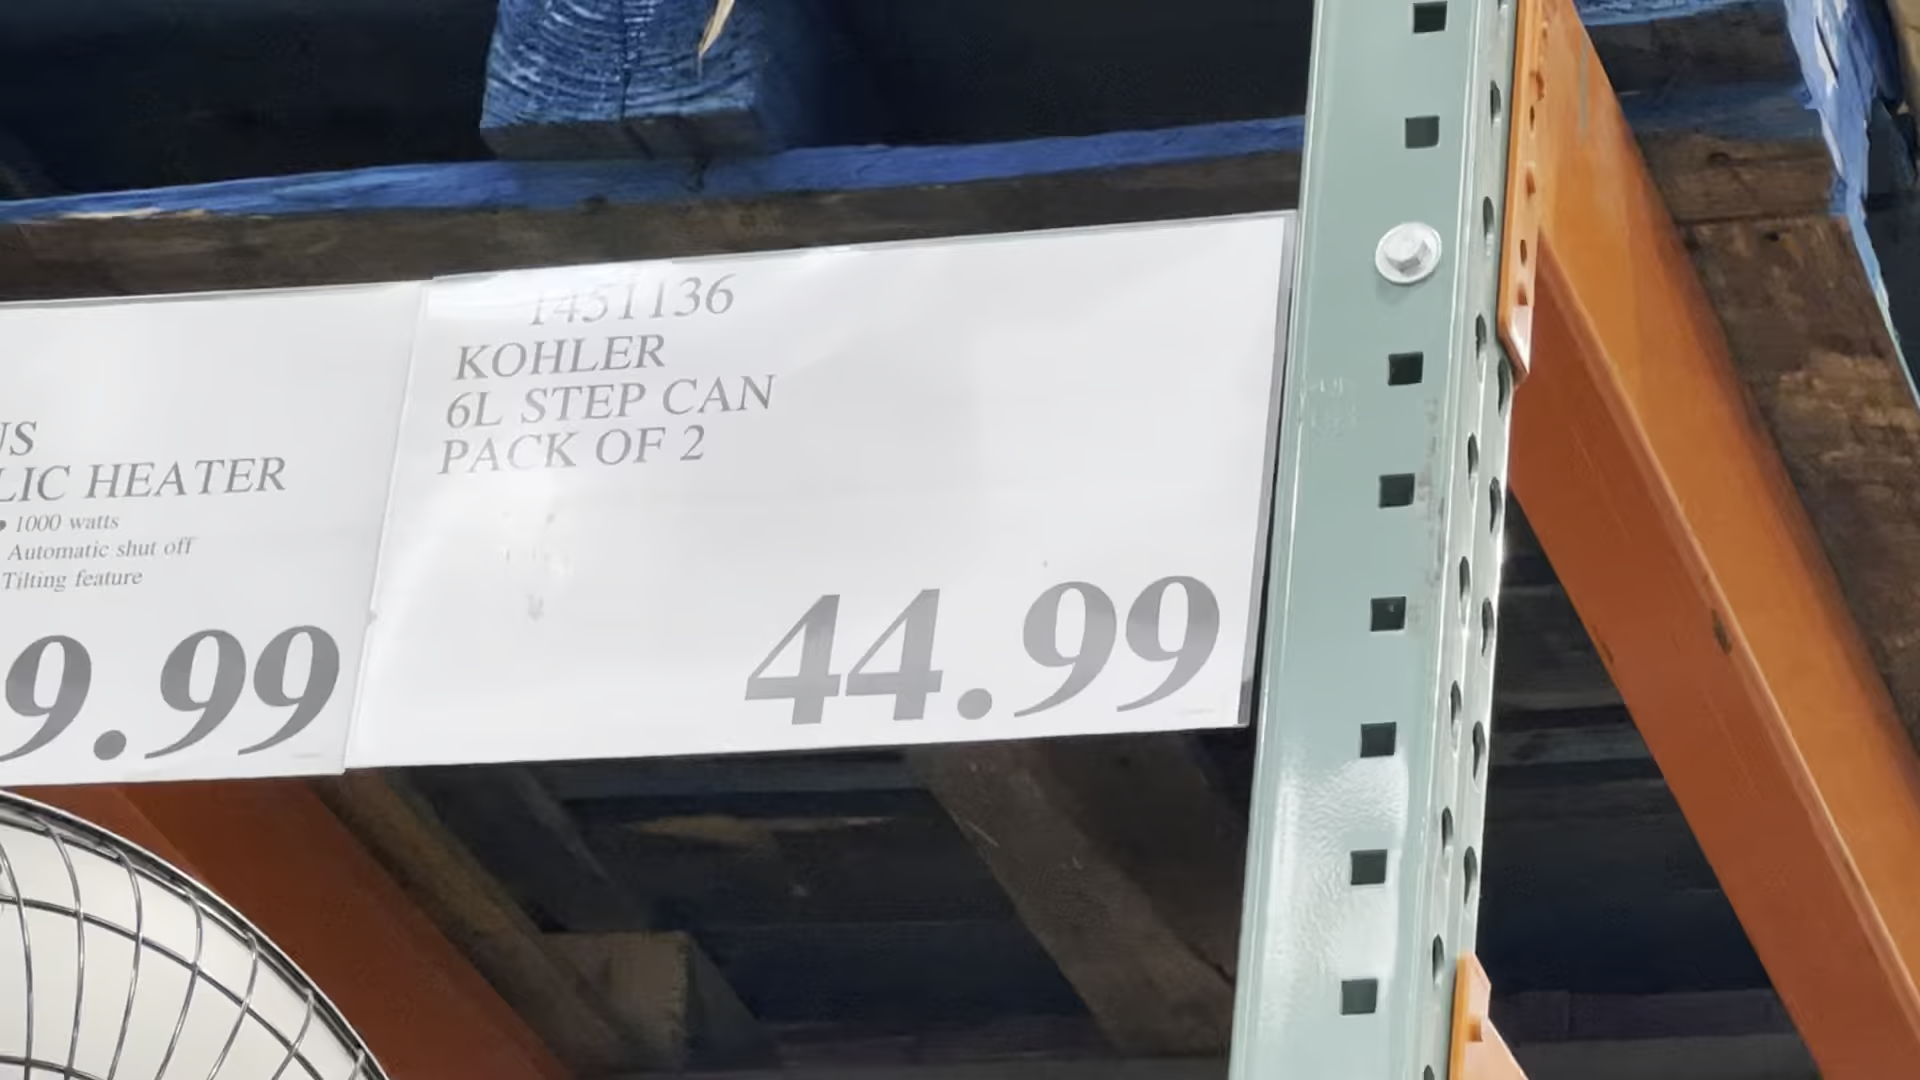 1451136
KOHLER
6L STEP CAN
PACK OF 2
44.99
US
LIC HEATER
• 1000 watts
Automatic shut off
Tilting feature
9.99